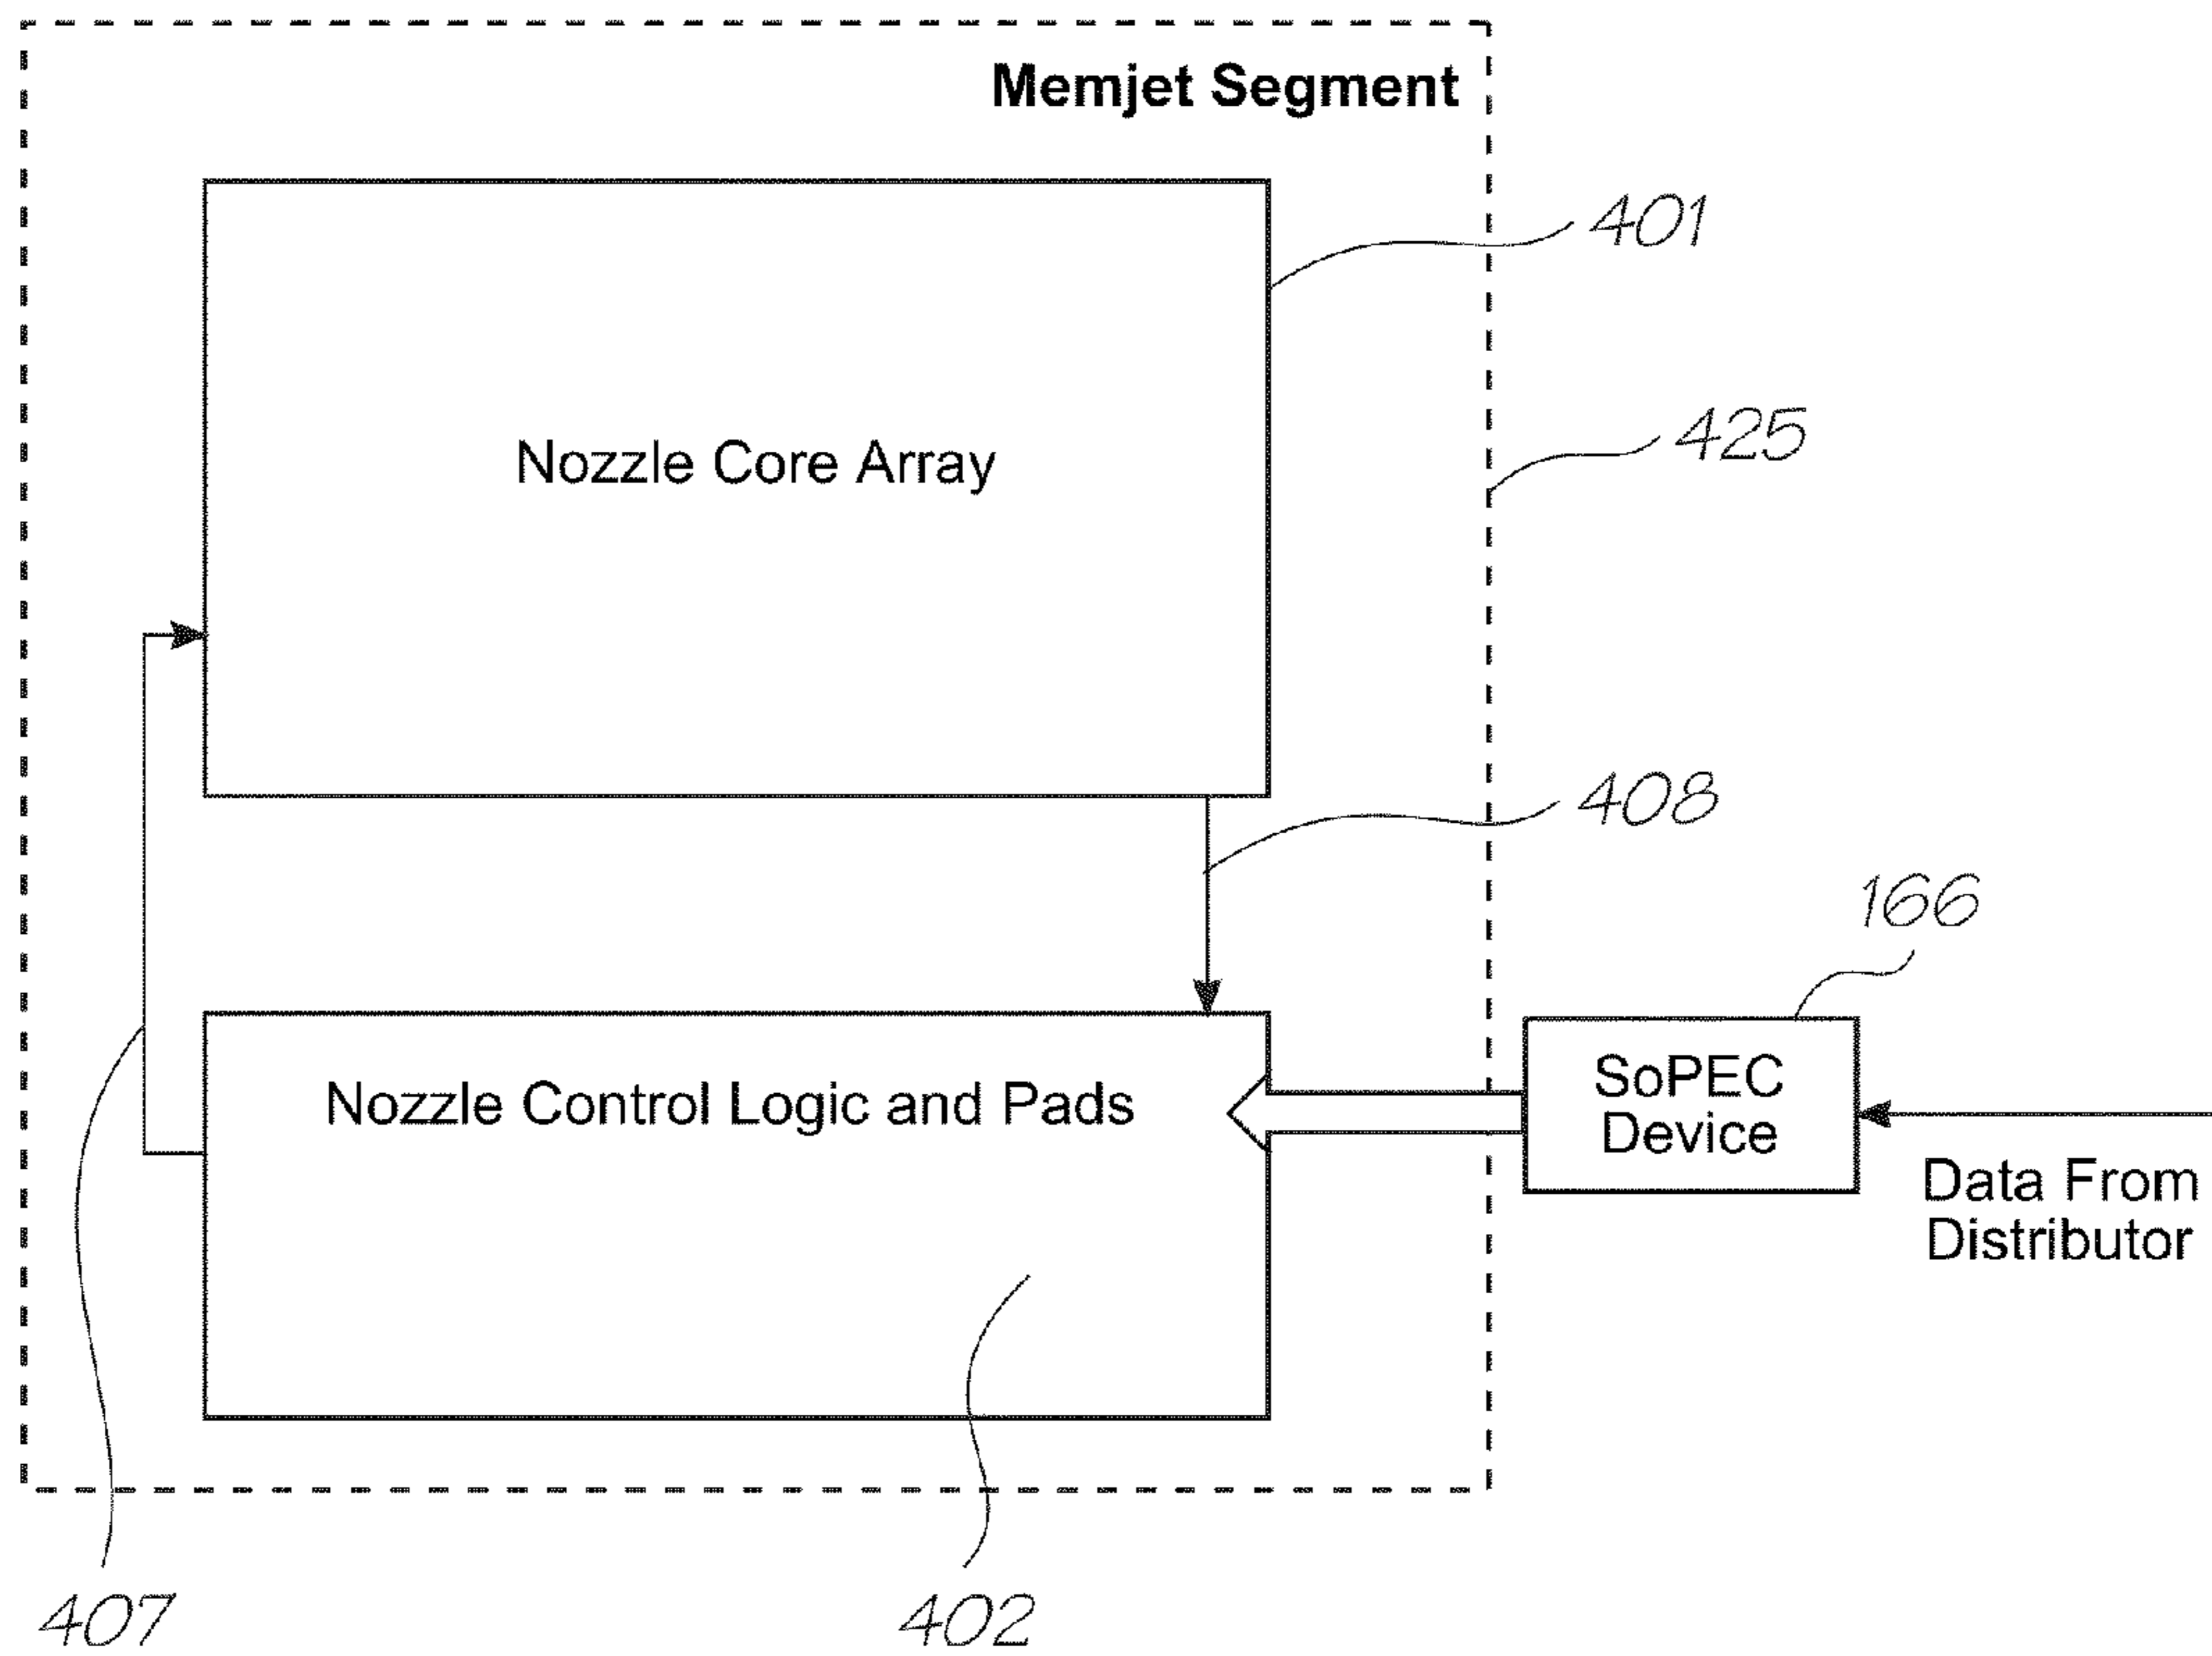 Memjet Segment
401
Nozzle Core Array
425
408
166
SoPEC
Device
Nozzle Control Logic and Pads
Data From
Distributor
407
402